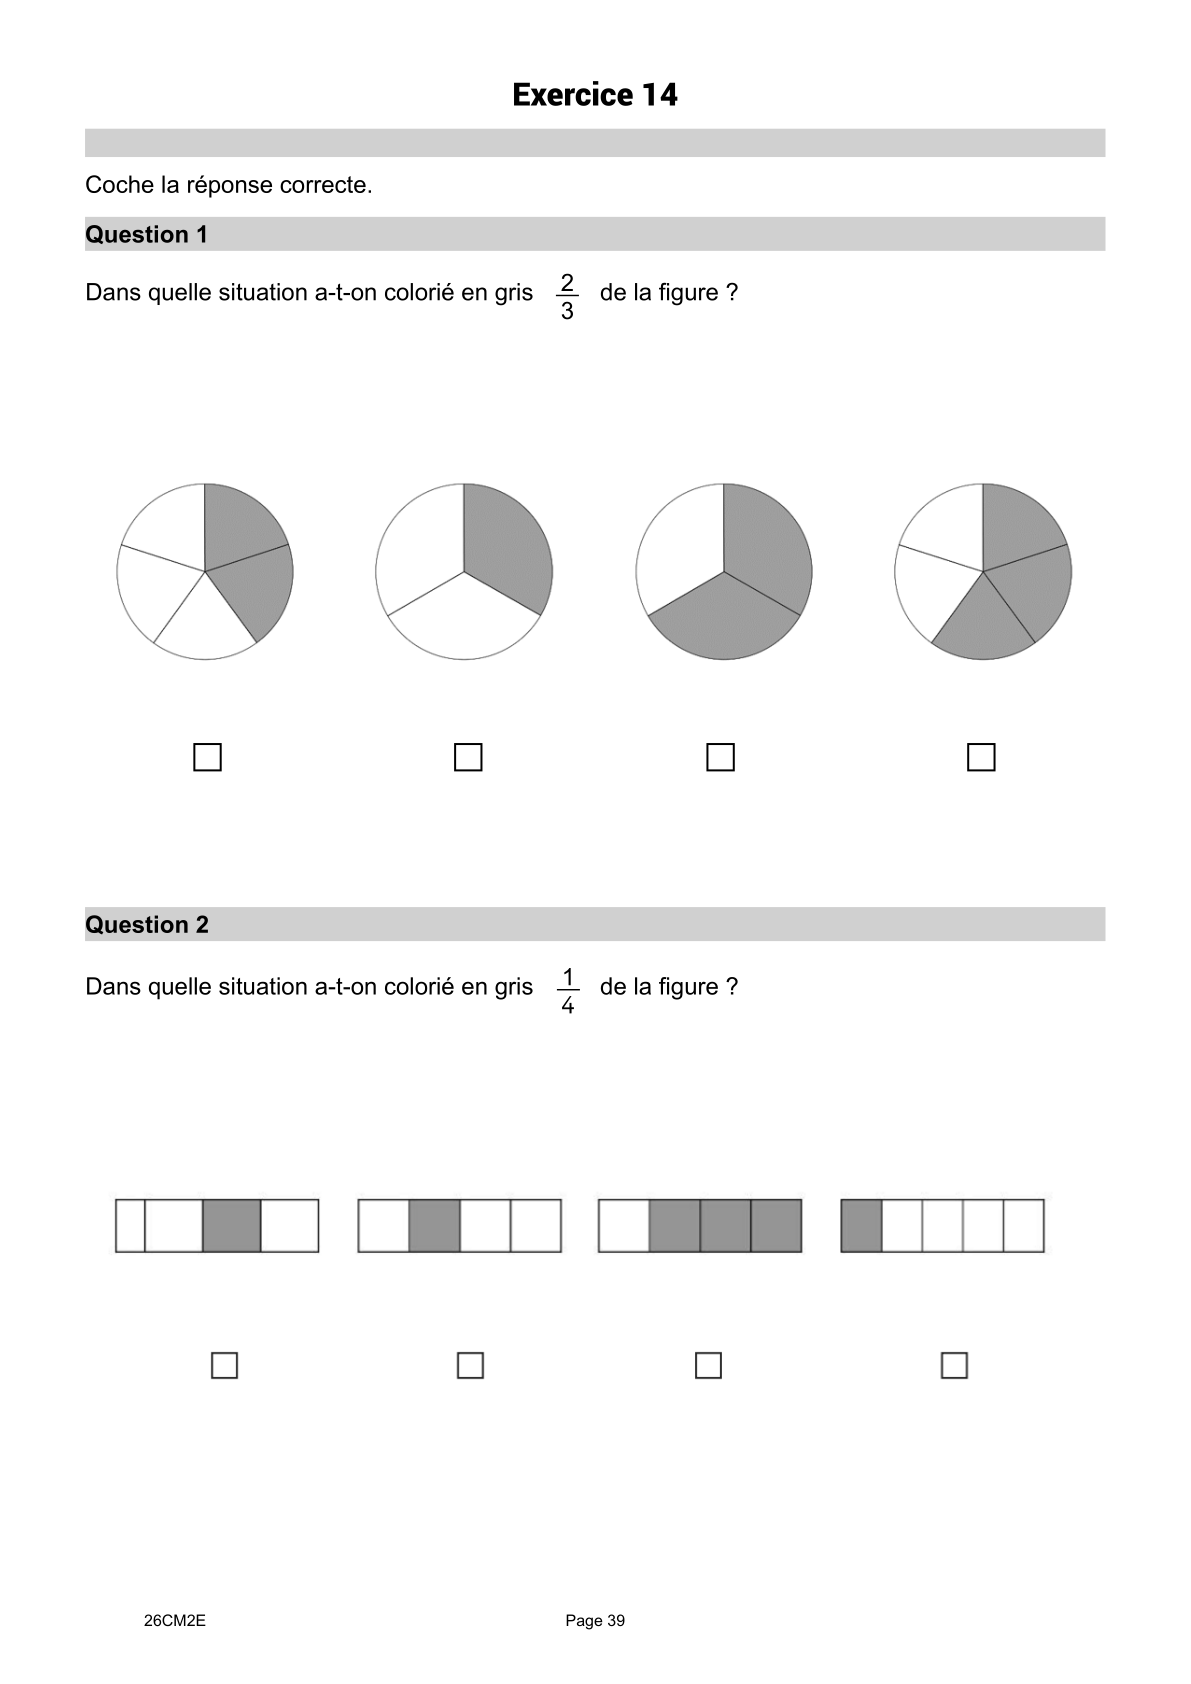 Exercice 14
Coche la réponse correcte.
Question 1
Dans quelle situation a-t-on colorié en gris 2/3 de la figure ?
Question 2
Dans quelle situation a-t-on colorié en gris 1/4 de la figure ?
26CM2E Page 39